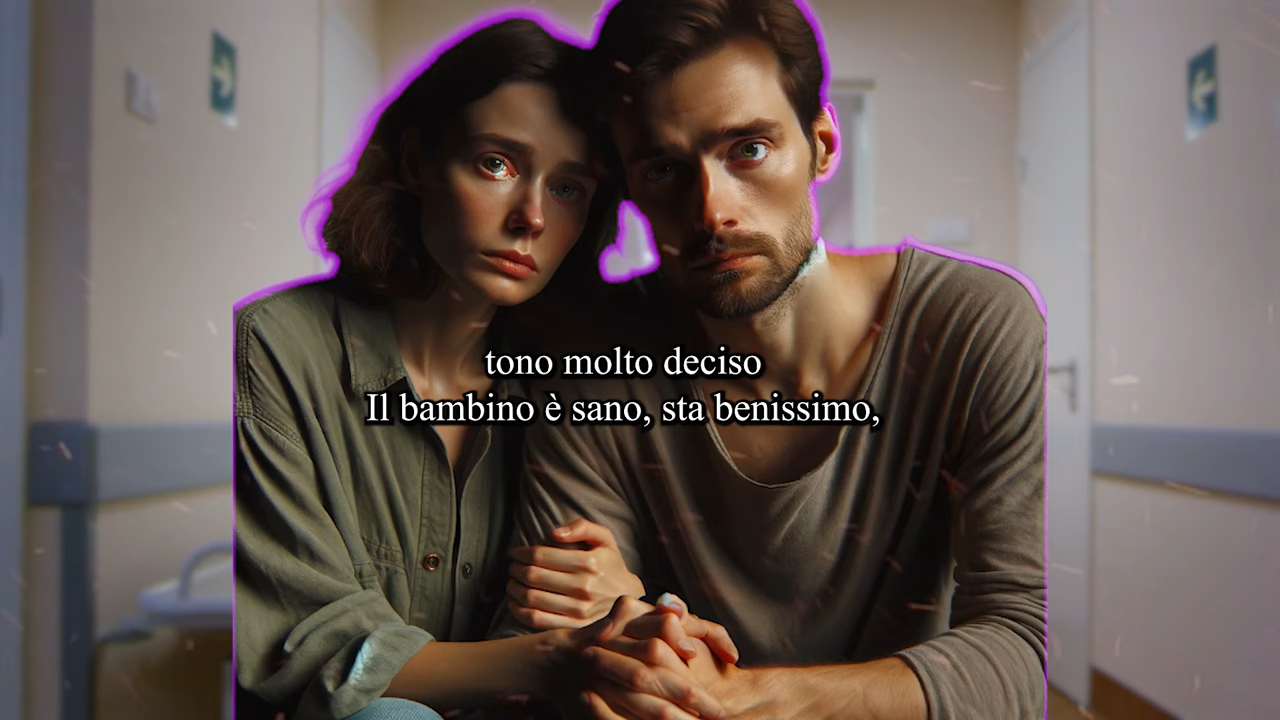 tono molto deciso
Il bambino è sano, sta benissimo,